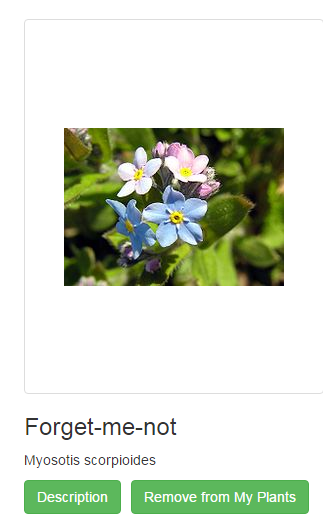 Forget-me-not
Myosotis scorpioides
Description Remove from My Plants